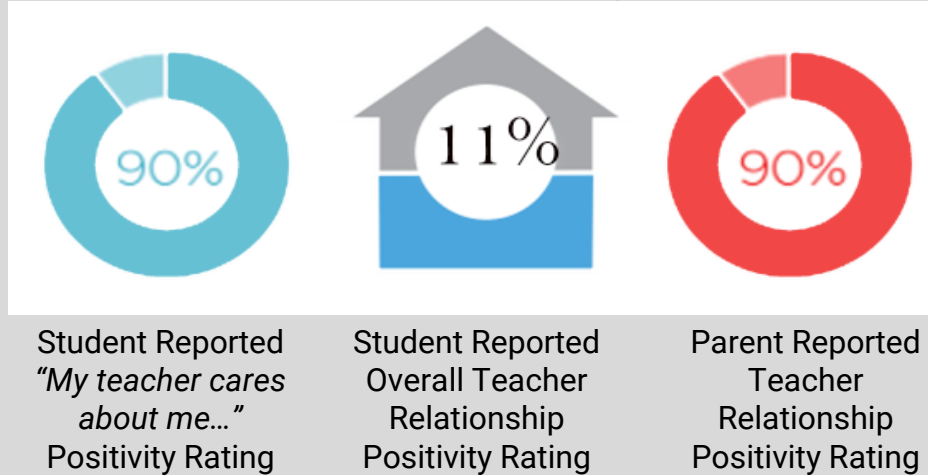 90%
11%
90%
Student Reported
“My teacher cares
about me…”
Positivity Rating
Student Reported
Overall Teacher
Relationship
Positivity Rating
Parent Reported
Teacher
Relationship
Positivity Rating